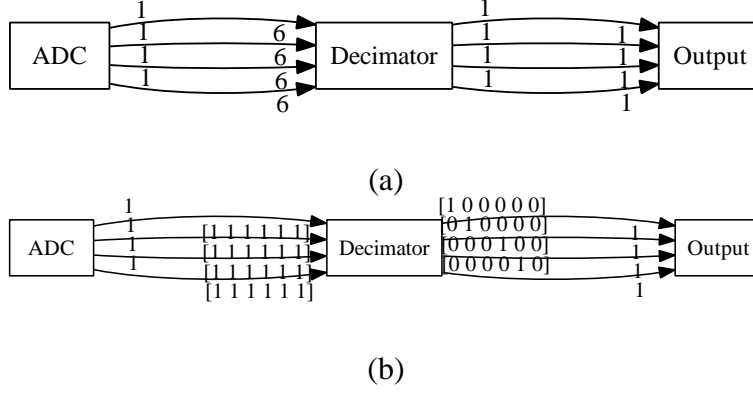 1 1
ADC 1 6 Decimator 1 1 Output
1 6 1 1
1 6 1 1
6 1
(a)
1 [1 0 0 0 0 0]
ADC 1 [1 1 1 1 1 1] Decimator [0 1 0 0 0 0] 1 Output
1 [1 1 1 1 1 1] [0 0 0 1 0 0] 1
1 [1 1 1 1 1 1] [0 0 0 0 1 0] 1
[1 1 1 1 1 1] 1
(b)